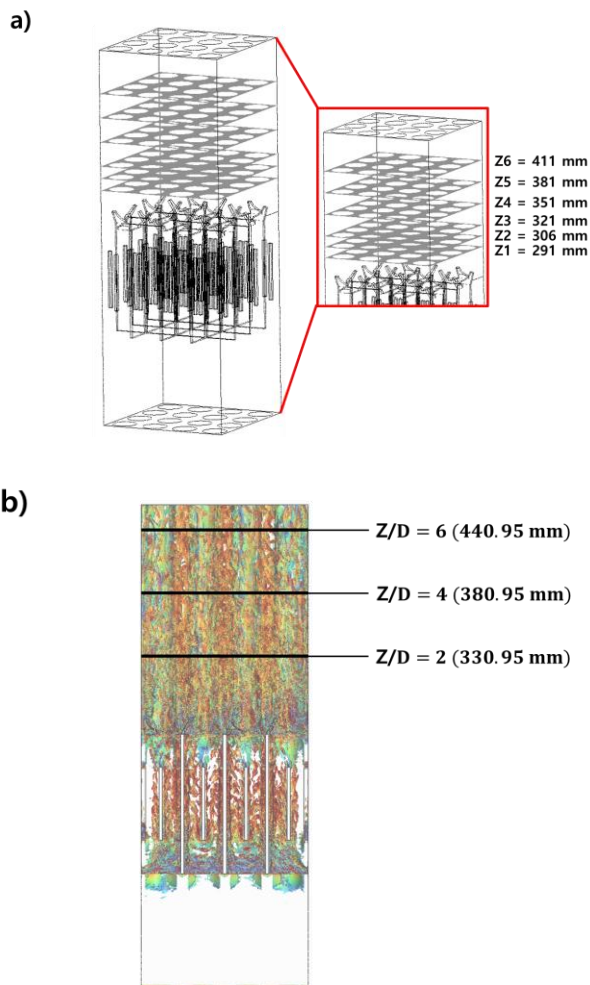 a)
Z6 = 411 mm
Z5 = 381 mm
Z4 = 351 mm
Z3 = 321 mm
Z2 = 306 mm
Z1 = 291 mm
b)
Z/D = 6 (440.95 mm)
Z/D = 4 (380.95 mm)
Z/D = 2 (330.95 mm)